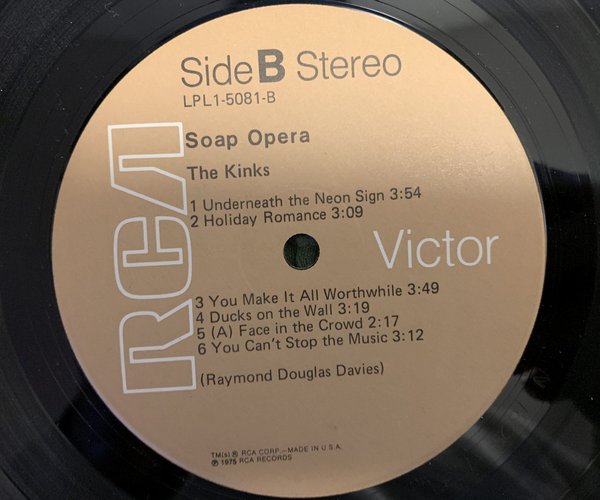 Side B Stereo
LPL1-5081-B
Soap Opera
The Kinks
1 Underneath the Neon Sign 3:54
2 Holiday Romance 3:09
RCA
Victor
3 You Make It All Worthwhile 3:49
4 Ducks on the Wall 3:19
5 (A) Face in the Crowd 2:17
6 You Can't Stop the Music 3:12
(Raymond Douglas Davies)
TM(s) ® RCA CORP.—MADE IN U.S.A.
℗ 1975 RCA RECORDS